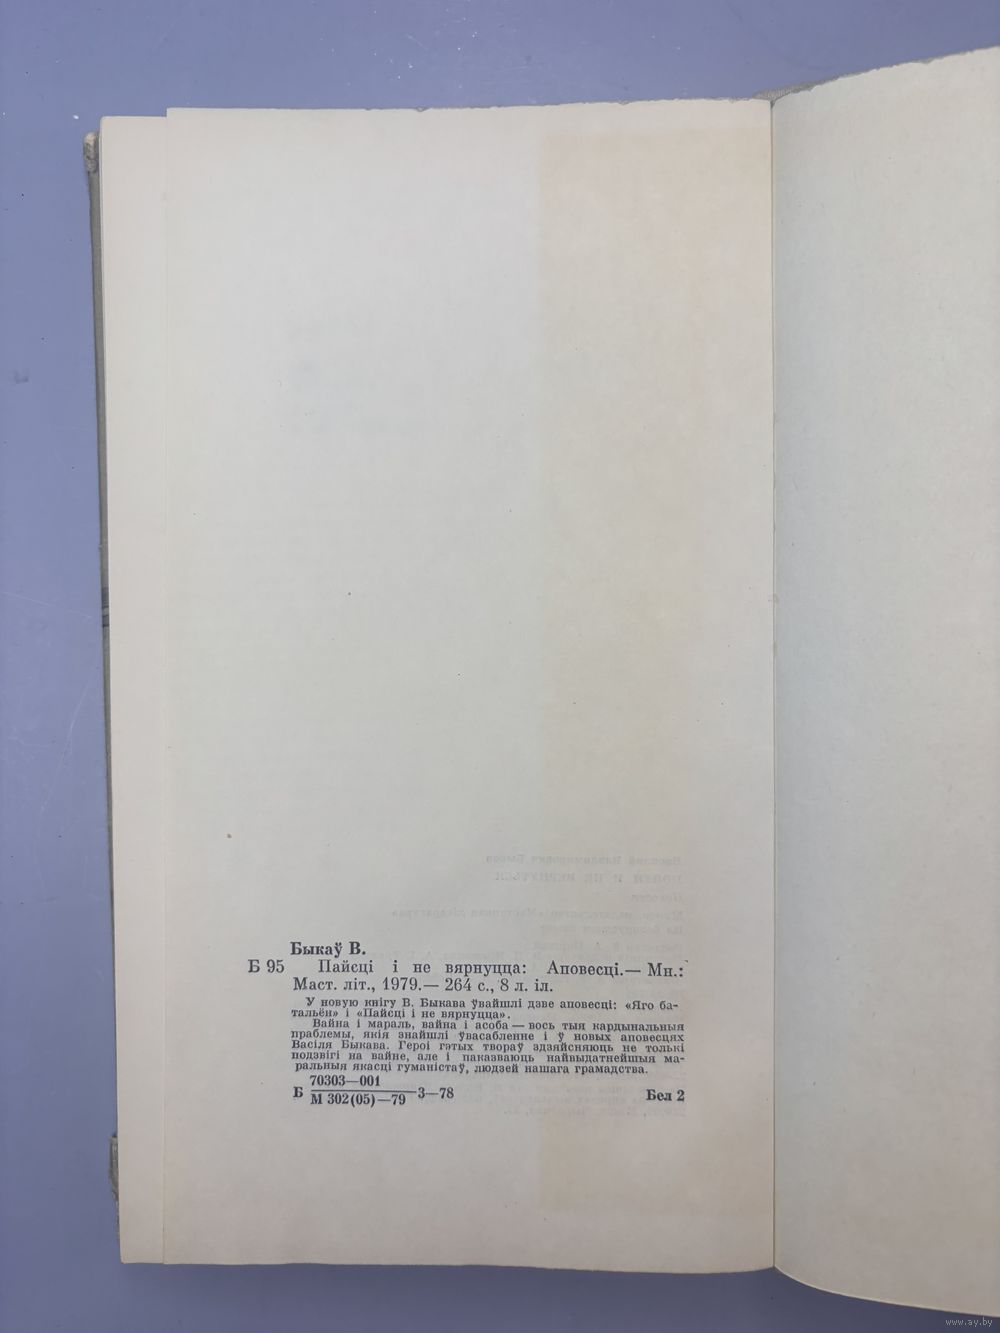 Быкаў В.
Б 95 Пайсці і не вярнуцца: Аповесці.— Мн.:
Маст. літ., 1979.— 264 с., 8 л. іл.
У новую кнігу В. Быкава ўвайшлі дзве аповесці: «Яго ба-
тальён» і «Пайсці і не вярнуцца».
Вайна і мараль, вайна і асоба — вось тыя кардынальныя
праблемы, якія знайшлі ўвасабленне і ў новых аповесцях
Васіля Быкава. Героі гэтых твораў здзяйсняюць не толькі
подзвігі на вайне, але і паказваюць найвыдатнейшыя ма-
ральныя якасці гуманістаў, людзей нашага грамадства.
70303—001
Б М 302(05)—79 3—78 Бел 2
www.ay.by